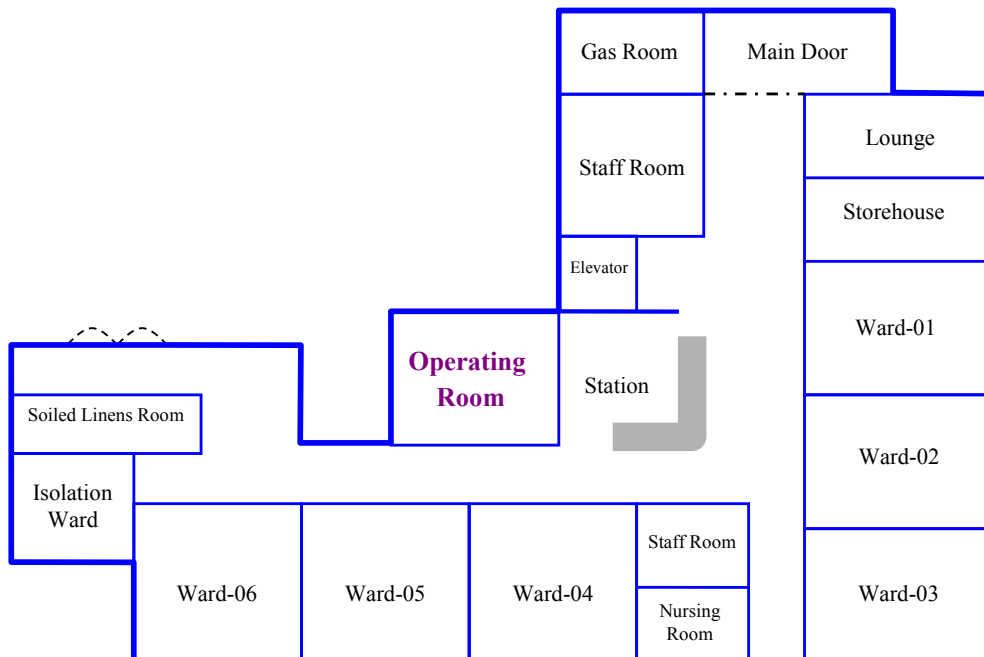 Gas Room
Main Door
Lounge
Staff Room
Storehouse
Elevator
Ward-01
Operating
Room
Station
Soiled Linens Room
Ward-02
Isolation
Ward
Staff Room
Ward-06
Ward-05
Ward-04
Ward-03
Nursing
Room